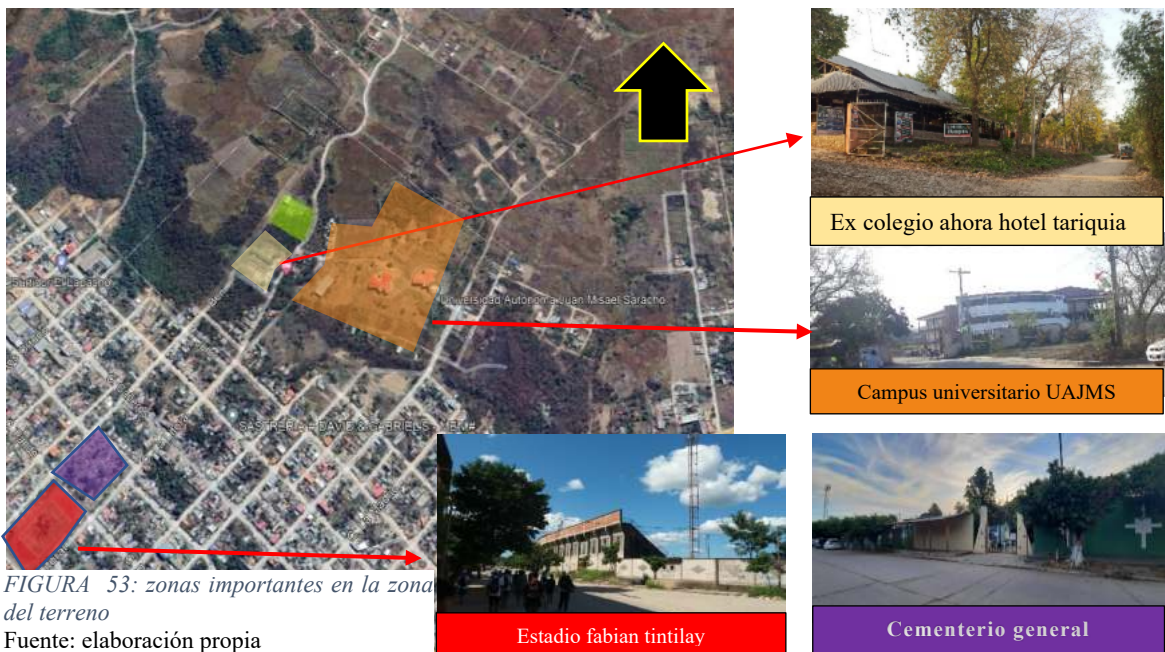 Ex colegio ahora hotel tariquia
Universidad Autónoma Juan Misael Saracho
Campus universitario UAJMS
SASTRERIA - DAVID & GABRIELS
FIGURA 53: zonas importantes en la zona
del terreno
Fuente: elaboración propia
Estadio fabian tintilay
Cementerio general